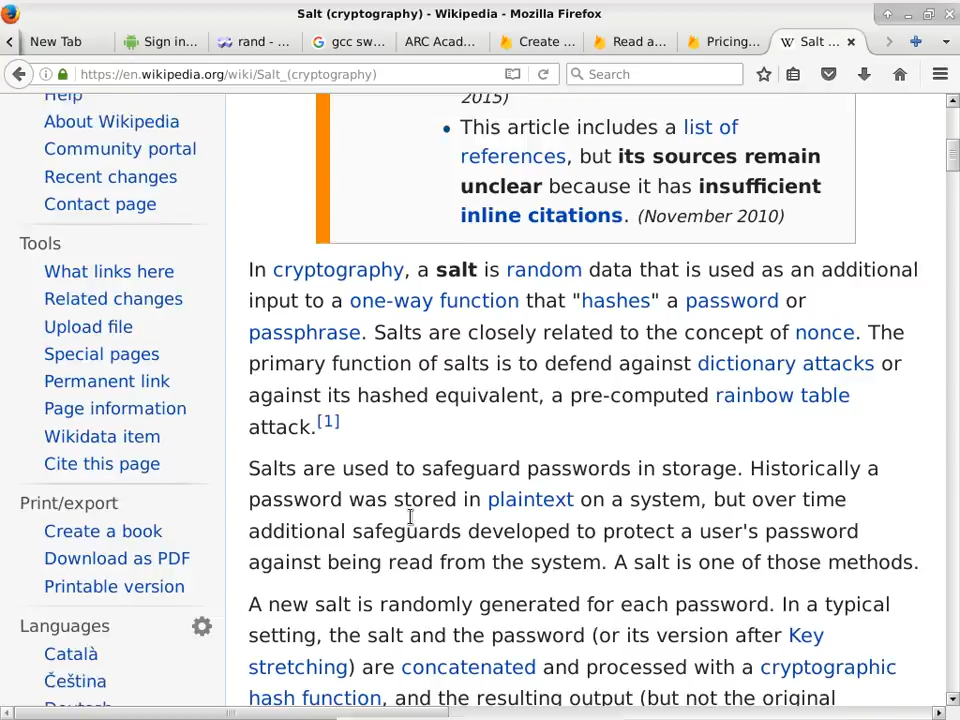 Salt (cryptography) - Wikipedia - Mozilla Firefox
New Tab
Sign in...
rand - ...
gcc sw...
ARC Acad...
Create ...
Read a...
Pricing...
Salt ...
https://en.wikipedia.org/wiki/Salt_(cryptography)
Search
Help
About Wikipedia
Community portal
Recent changes
Contact page
Tools
What links here
Related changes
Upload file
Special pages
Permanent link
Page information
Wikidata item
Cite this page
Print/export
Create a book
Download as PDF
Printable version
Languages
Català
Čeština
Deutsch
2015)
• This article includes a list of
references, but its sources remain
unclear because it has insufficient
inline citations. (November 2010)
In cryptography, a salt is random data that is used as an additional
input to a one-way function that "hashes" a password or
passphrase. Salts are closely related to the concept of nonce. The
primary function of salts is to defend against dictionary attacks or
against its hashed equivalent, a pre-computed rainbow table
attack.[1]
Salts are used to safeguard passwords in storage. Historically a
password was stored in plaintext on a system, but over time
additional safeguards developed to protect a user's password
against being read from the system. A salt is one of those methods.
A new salt is randomly generated for each password. In a typical
setting, the salt and the password (or its version after Key
stretching) are concatenated and processed with a cryptographic
hash function, and the resulting output (but not the original